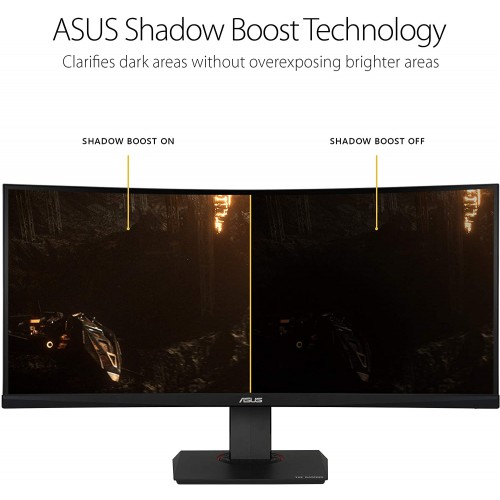 ASUS Shadow Boost Technology
Clarifies dark areas without overexposing brighter areas
SHADOW BOOST ON
SHADOW BOOST OFF
ASUS